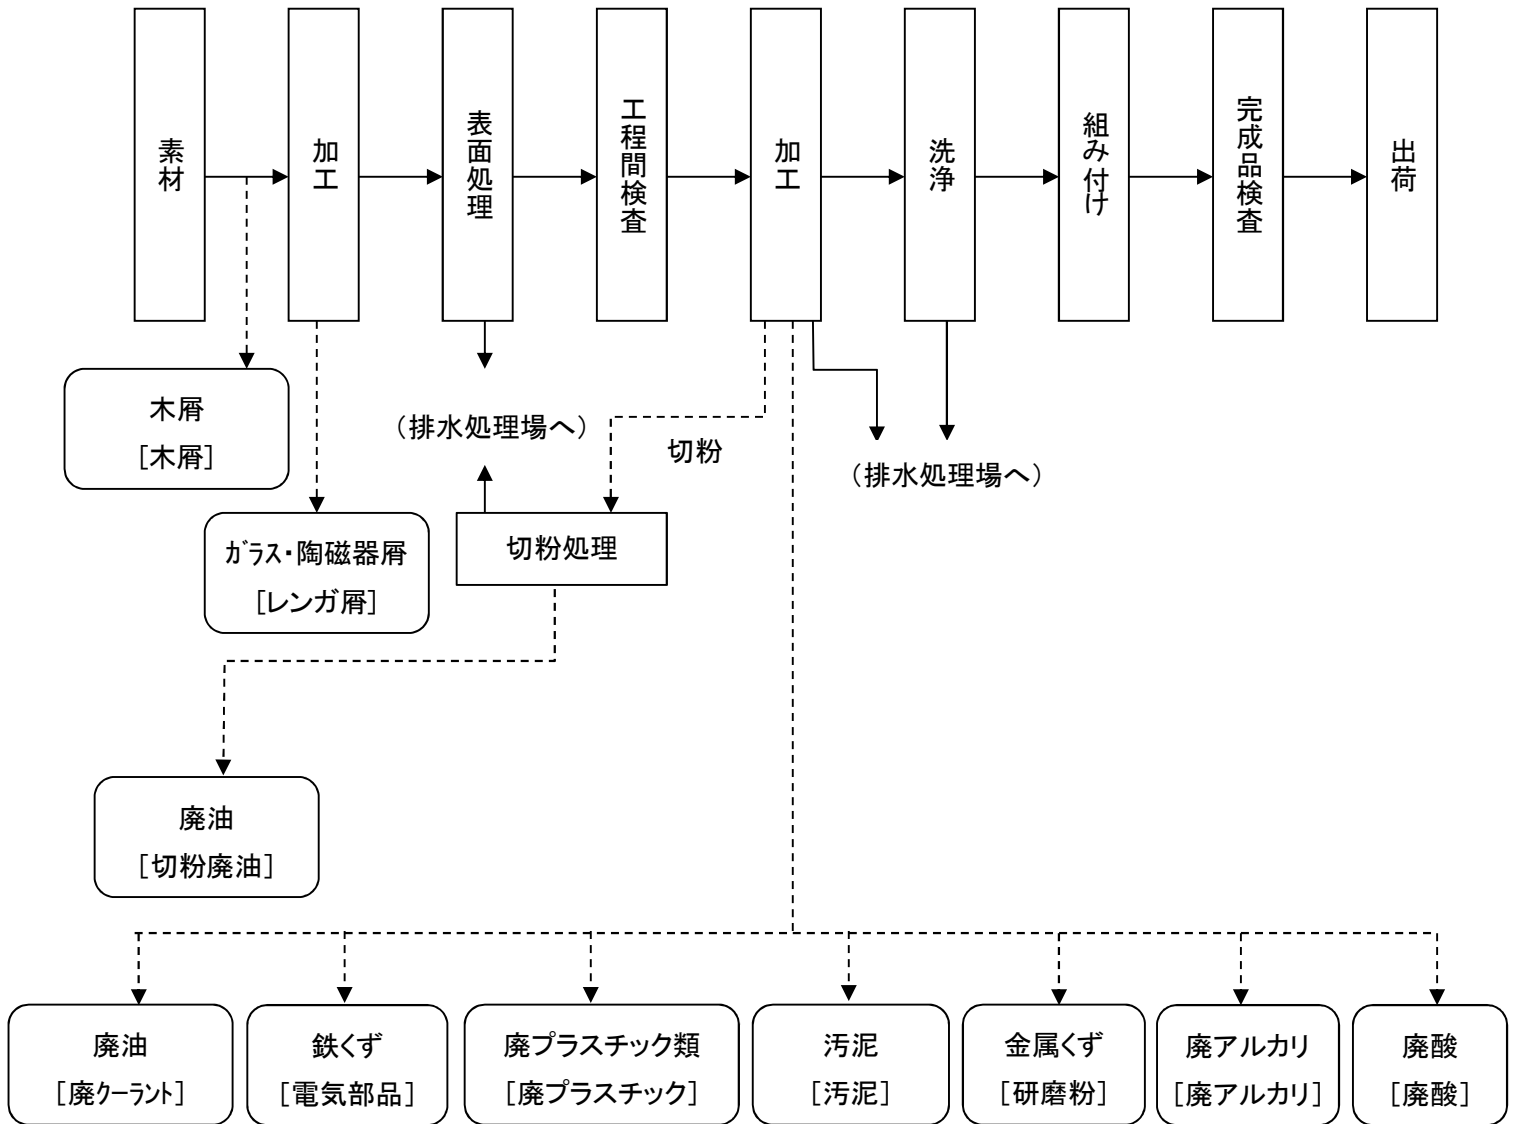 素材
加工
表面処理
工程間検査
加工
洗浄
組み付け
完成品検査
出荷
木屑
［木屑］
（排水処理場へ）
切粉
（排水処理場へ）
ｶﾞﾗｽ・陶磁器屑
［レンガ屑］
切粉処理
廃油
［切粉廃油］
廃油
［廃ｸｰﾗﾝﾄ］
鉄くず
［電気部品］
廃プラスチック類
［廃プラスチック］
汚泥
［汚泥］
金属くず
［研磨粉］
廃アルカリ
［廃アルカリ］
廃酸
［廃酸］